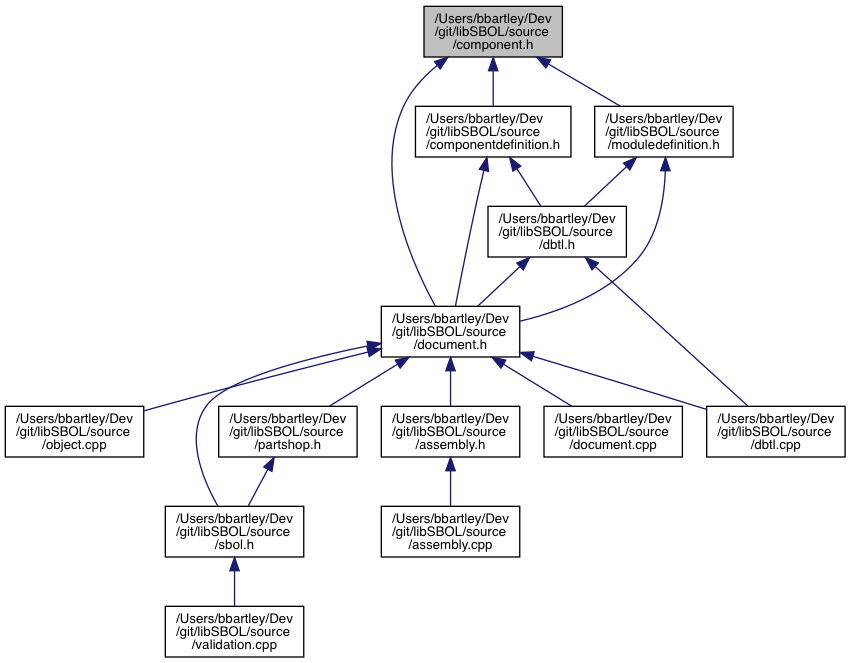 /Users/bbartley/Dev
/git/libSBOL/source
/component.h
/Users/bbartley/Dev
/git/libSBOL/source
/componentdefinition.h
/Users/bbartley/Dev
/git/libSBOL/source
/moduledefinition.h
/Users/bbartley/Dev
/git/libSBOL/source
/dbtl.h
/Users/bbartley/Dev
/git/libSBOL/source
/document.h
/Users/bbartley/Dev
/git/libSBOL/source
/object.cpp
/Users/bbartley/Dev
/git/libSBOL/source
/partshop.h
/Users/bbartley/Dev
/git/libSBOL/source
/assembly.h
/Users/bbartley/Dev
/git/libSBOL/source
/document.cpp
/Users/bbartley/Dev
/git/libSBOL/source
/dbtl.cpp
/Users/bbartley/Dev
/git/libSBOL/source
/sbol.h
/Users/bbartley/Dev
/git/libSBOL/source
/assembly.cpp
/Users/bbartley/Dev
/git/libSBOL/source
/validation.cpp